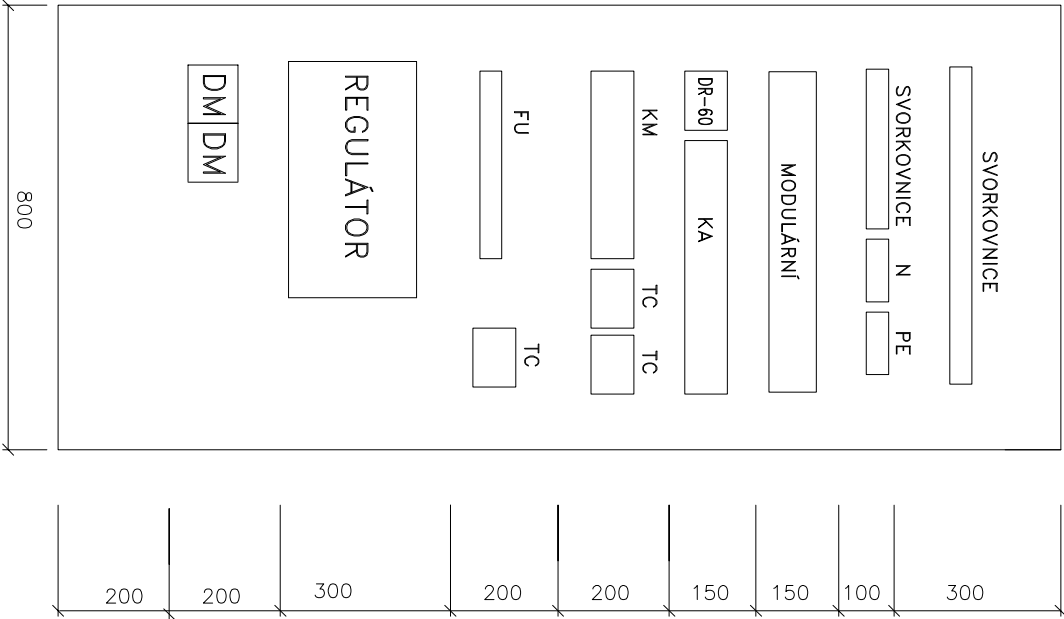 DM
DM
REGULÁTOR
FU
TC
KM
TC
TC
DR-60
KA
MODULÁRNÍ
SVORKOVNICE
N
PE
SVORKOVNICE
800
200
200
300
200
200
150
150
100
300